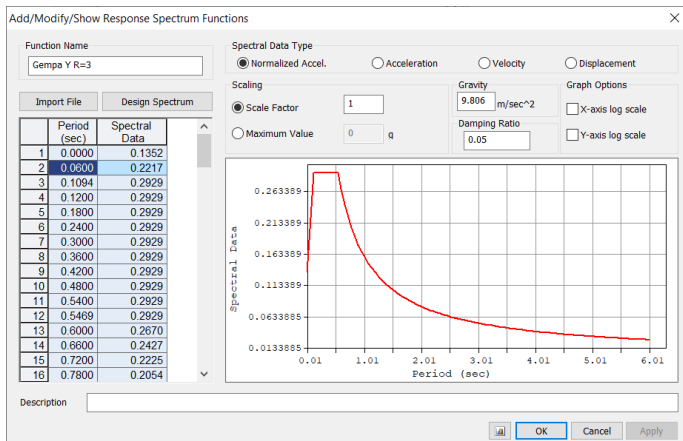 Add/Modify/Show Response Spectrum Functions
Function Name
Gempa Y R=3
Import File
Design Spectrum
Period (sec) Spectral Data
1 0.0000 0.1352
2 0.0600 0.2217
3 0.1094 0.2929
4 0.1200 0.2929
5 0.1800 0.2929
6 0.2400 0.2929
7 0.3000 0.2929
8 0.3600 0.2929
9 0.4200 0.2929
10 0.4800 0.2929
11 0.5400 0.2929
12 0.5469 0.2929
13 0.6000 0.2670
14 0.6600 0.2427
15 0.7200 0.2225
16 0.7800 0.2054
Spectral Data Type
Normalized Accel. Acceleration Velocity Displacement
Scaling
Scale Factor 1
Maximum Value 0 g
Gravity
9.806 m/sec^2
Damping Ratio
0.05
Graph Options
X-axis log scale
Y-axis log scale
Spectral Data
0.263389
0.213389
0.163389
0.113389
0.0633885
0.0133885
0.01 1.01 2.01 3.01 4.01 5.01 6.01
Period (sec)
Description
OK Cancel Apply